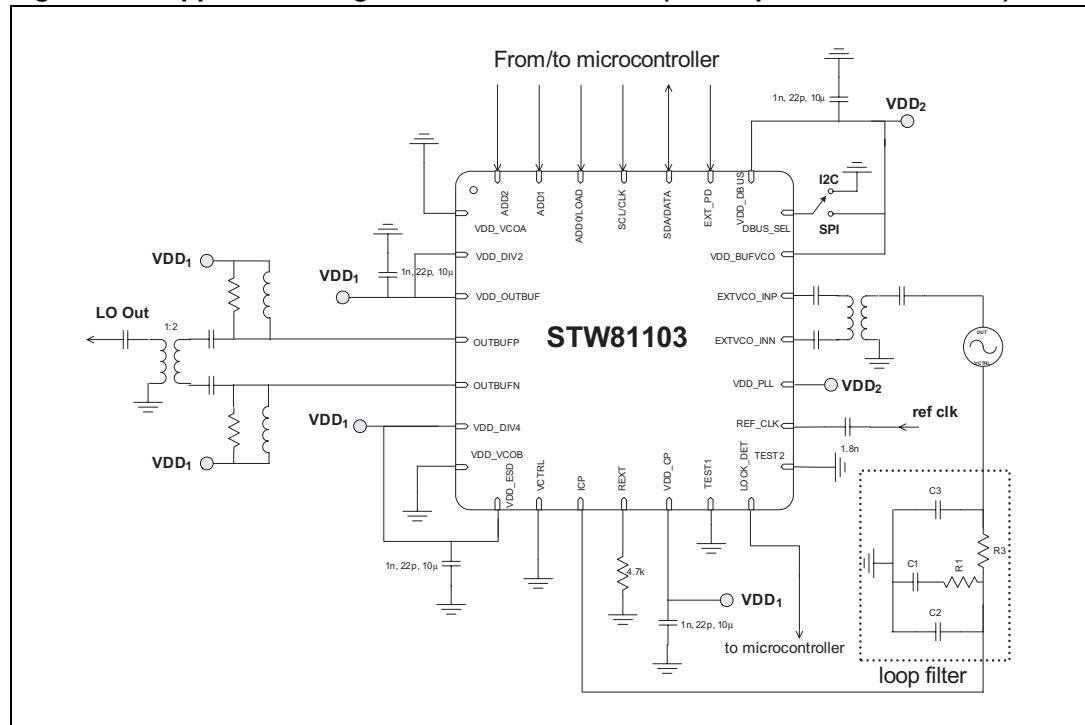 From/to microcontroller
1n, 22p, 10μ
VDD2
ADD2
ADD1
ADD0/LOAD
SCL/CLK
SDA/DATA
EXT_PD
VDD_DBUS
I2C
SPI
DBUS_SEL
VDD_VCOA
VDD_DIV2
VDD_BUFVCO
VDD1
1n, 22p, 10μ
VDD1
VDD_OUTBUF
EXTVCO_INP
LO Out
1:2
OUTBUFP
STW81103
EXTVCO_INN
OUT
VCTRL
OUTBUFN
VDD_PLL
VDD2
VDD1
VDD_DIV4
REF_CLK
ref clk
1.8n
VDD1
VDD_VCOB
TEST2
VDD_ESD
VCTRL
ICP
REXT
VDD_CP
TEST1
LOCK_DET
C3
R3
C1
R1
C2
1n, 22p, 10μ
4.7k
VDD1
1n, 22p, 10μ
to microcontroller
loop filter